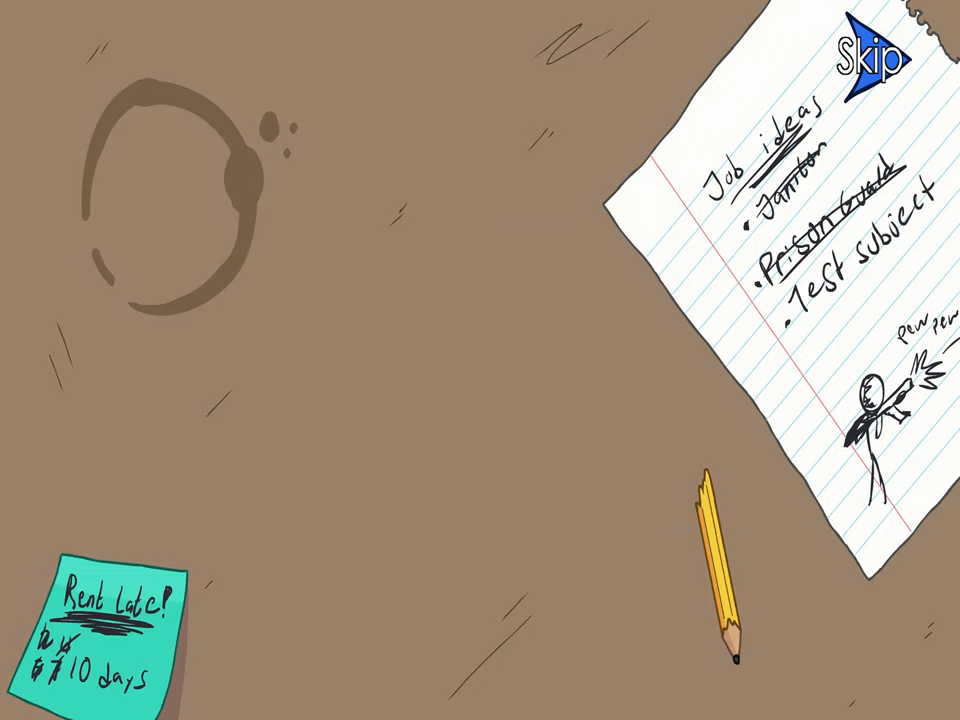 Skip
Job ideas
• Janitor
• Prison Guard
• Test subject
pew pew
Rent Late!
10 days